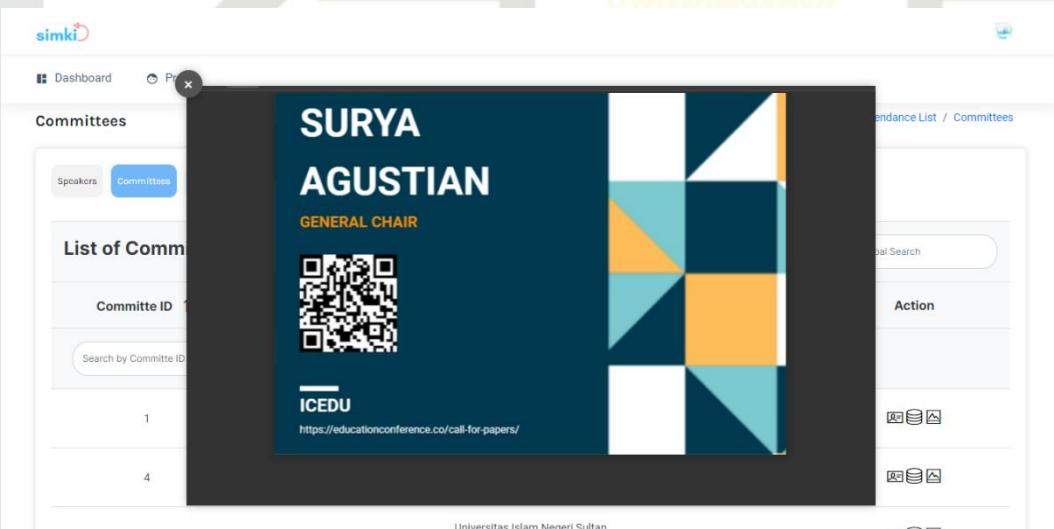 simki
Dashboard
Committees
endance List / Committees
Speakers
Committees
List of Comm
Search
Committe ID
Action
Search by Committe ID
1
4
SURYA
AGUSTIAN
GENERAL CHAIR
ICEDU
https://educationconference.co/call-for-papers/
Universitas Islam Negeri Sultan